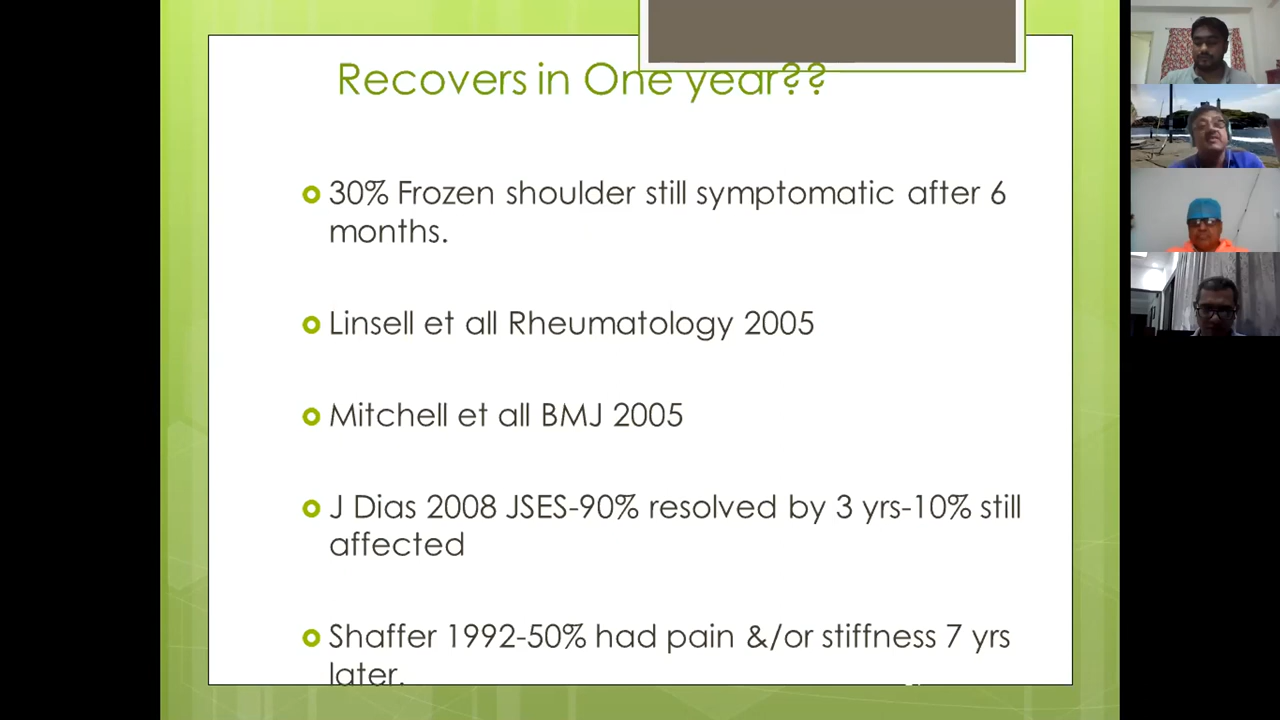 Recovers in One year??
30% Frozen shoulder still symptomatic after 6
months.
Linsell et all Rheumatology 2005
Mitchell et all BMJ 2005
J Dias 2008 JSES-90% resolved by 3 yrs-10% still
affected
Shaffer 1992-50% had pain &/or stiffness 7 yrs
later.